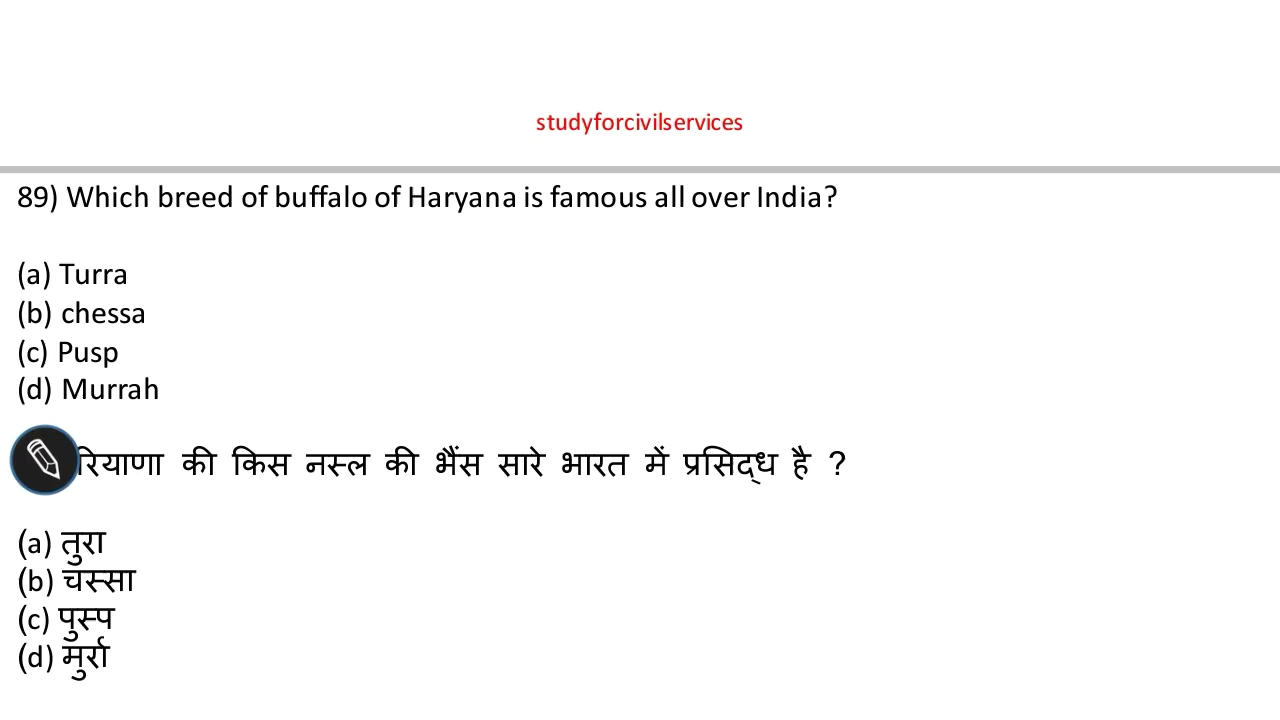 studyforcivilservices
89) Which breed of buffalo of Haryana is famous all over India?
(a) Turra
(b) chessa
(c) Pusp
(d) Murrah
रियाणा की किस नस्ल की भैंस सारे भारत में प्रसिद्ध है ?
(a) तुरा
(b) चस्सा
(c) पुस्प
(d) मुर्रा